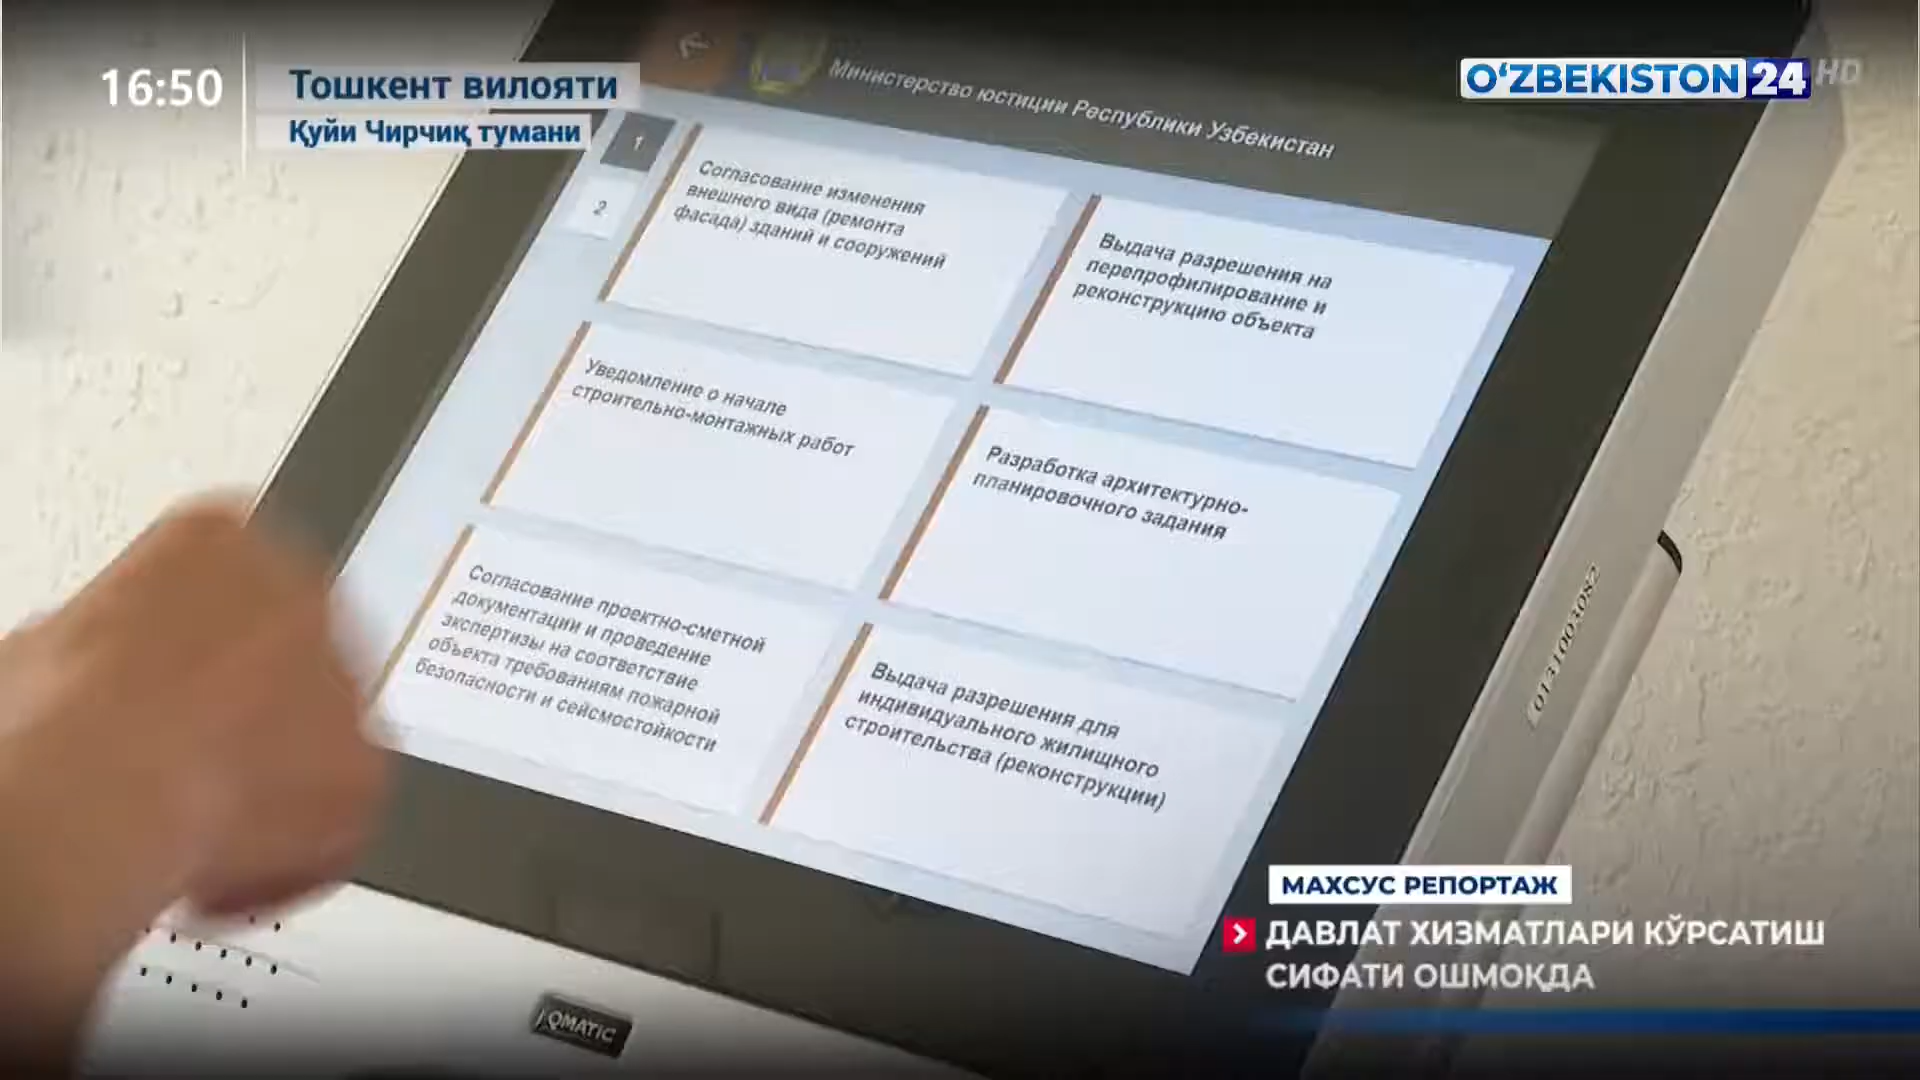 16:50
Тошкент вилояти
Қуйи Чирчиқ тумани
O‘ZBEKISTON 24 HD
Министерство юстиции Республики Узбекистан
1
2
Согласование изменения
внешнего вида (ремонта
фасада) зданий и сооружений
Выдача разрешения на
перепрофилирование и
реконструкцию объекта
Уведомление о начале
строительно-монтажных работ
Разработка архитектурно-
планировочного задания
Согласование проектно-сметной
документации и проведение
экспертизы на соответствие
объекта требованиям пожарной
безопасности и сейсмостойкости
Выдача разрешения для
индивидуального жилищного
строительства (реконструкции)
0131003082
QMATIC
МАХСУС РЕПОРТАЖ
ДАВЛАТ ХИЗМАТЛАРИ КЎРСАТИШ
СИФАТИ ОШМОҚДА